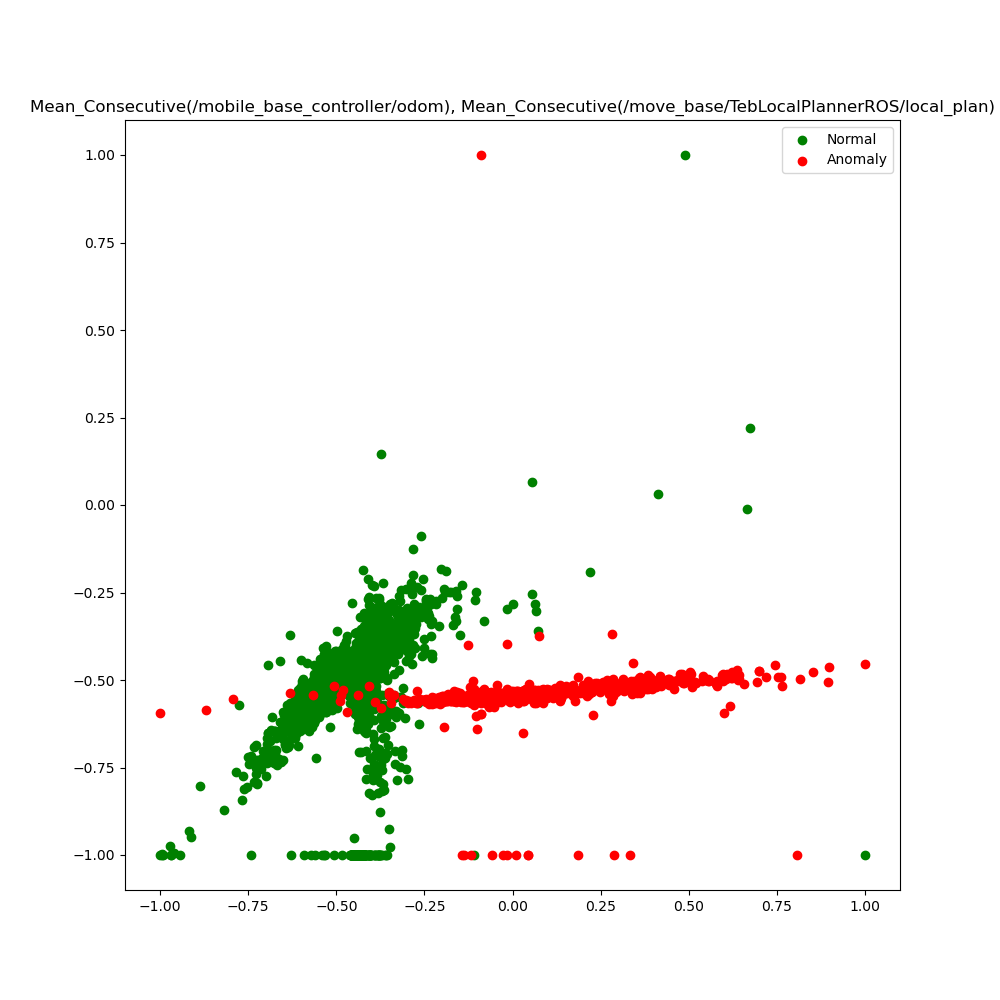 Mean_Consecutive(/mobile_base_controller/odom), Mean_Consecutive(/move_base/TebLocalPlannerROS/local_plan)
Normal
Anomaly
1.00
0.75
0.50
0.25
0.00
−0.25
−0.50
−0.75
−1.00
−1.00 −0.75 −0.50 −0.25 0.00 0.25 0.50 0.75 1.00